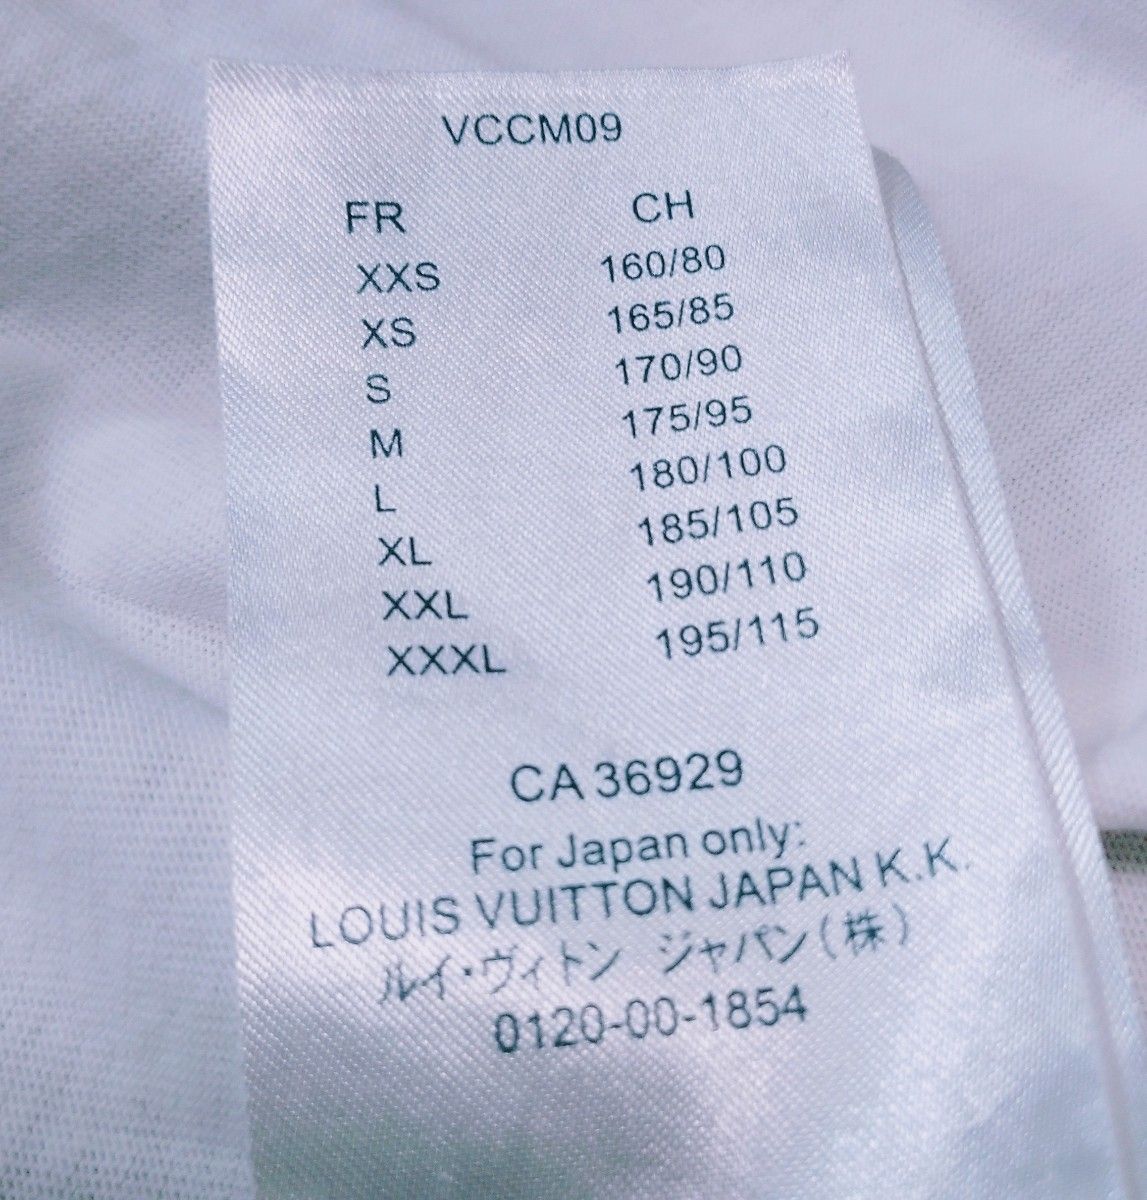 VCCM09
FR CH
XXS 160/80
XS 165/85
S 170/90
M 175/95
L 180/100
XL 185/105
XXL 190/110
XXXL 195/115
CA 36929
For Japan only:
LOUIS VUITTON JAPAN K.K.
ルイ・ヴィトン ジャパン(株)
0120-00-1854